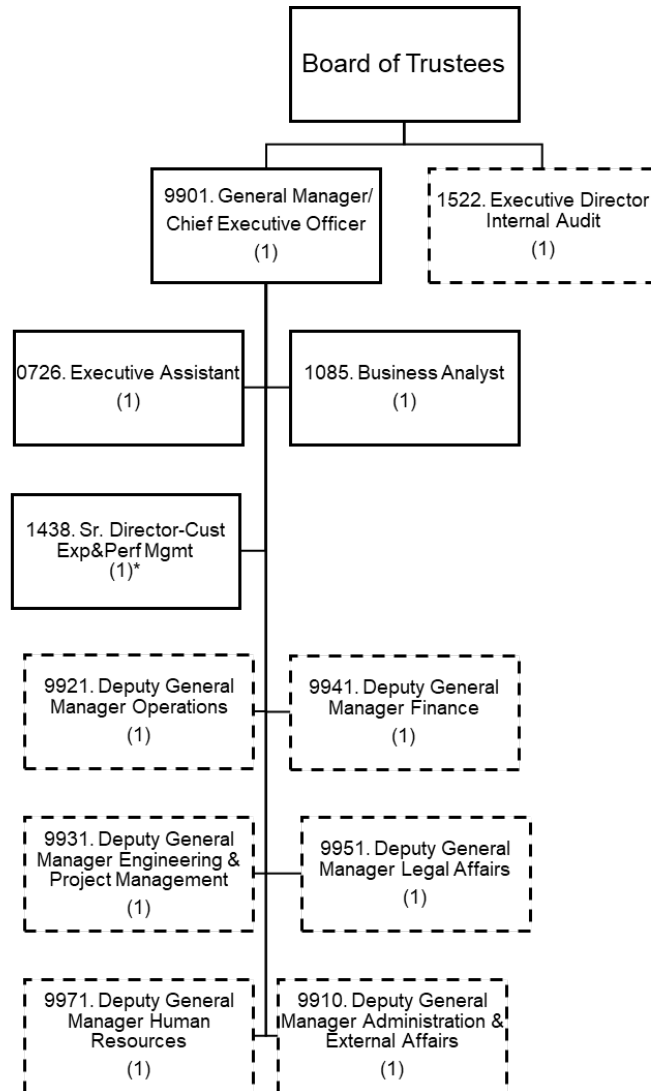 Board of Trustees
9901. General Manager/
Chief Executive Officer
(1)
1522. Executive Director
Internal Audit
(1)
0726. Executive Assistant
(1)
1085. Business Analyst
(1)
1438. Sr. Director-Cust
Exp&Perf Mgmt
(1)*
9921. Deputy General
Manager Operations
(1)
9941. Deputy General
Manager Finance
(1)
9931. Deputy General
Manager Engineering &
Project Management
(1)
9951. Deputy General
Manager Legal Affairs
(1)
9971. Deputy General
Manager Human
Resources
(1)
9910. Deputy General
Manager Administration &
External Affairs
(1)